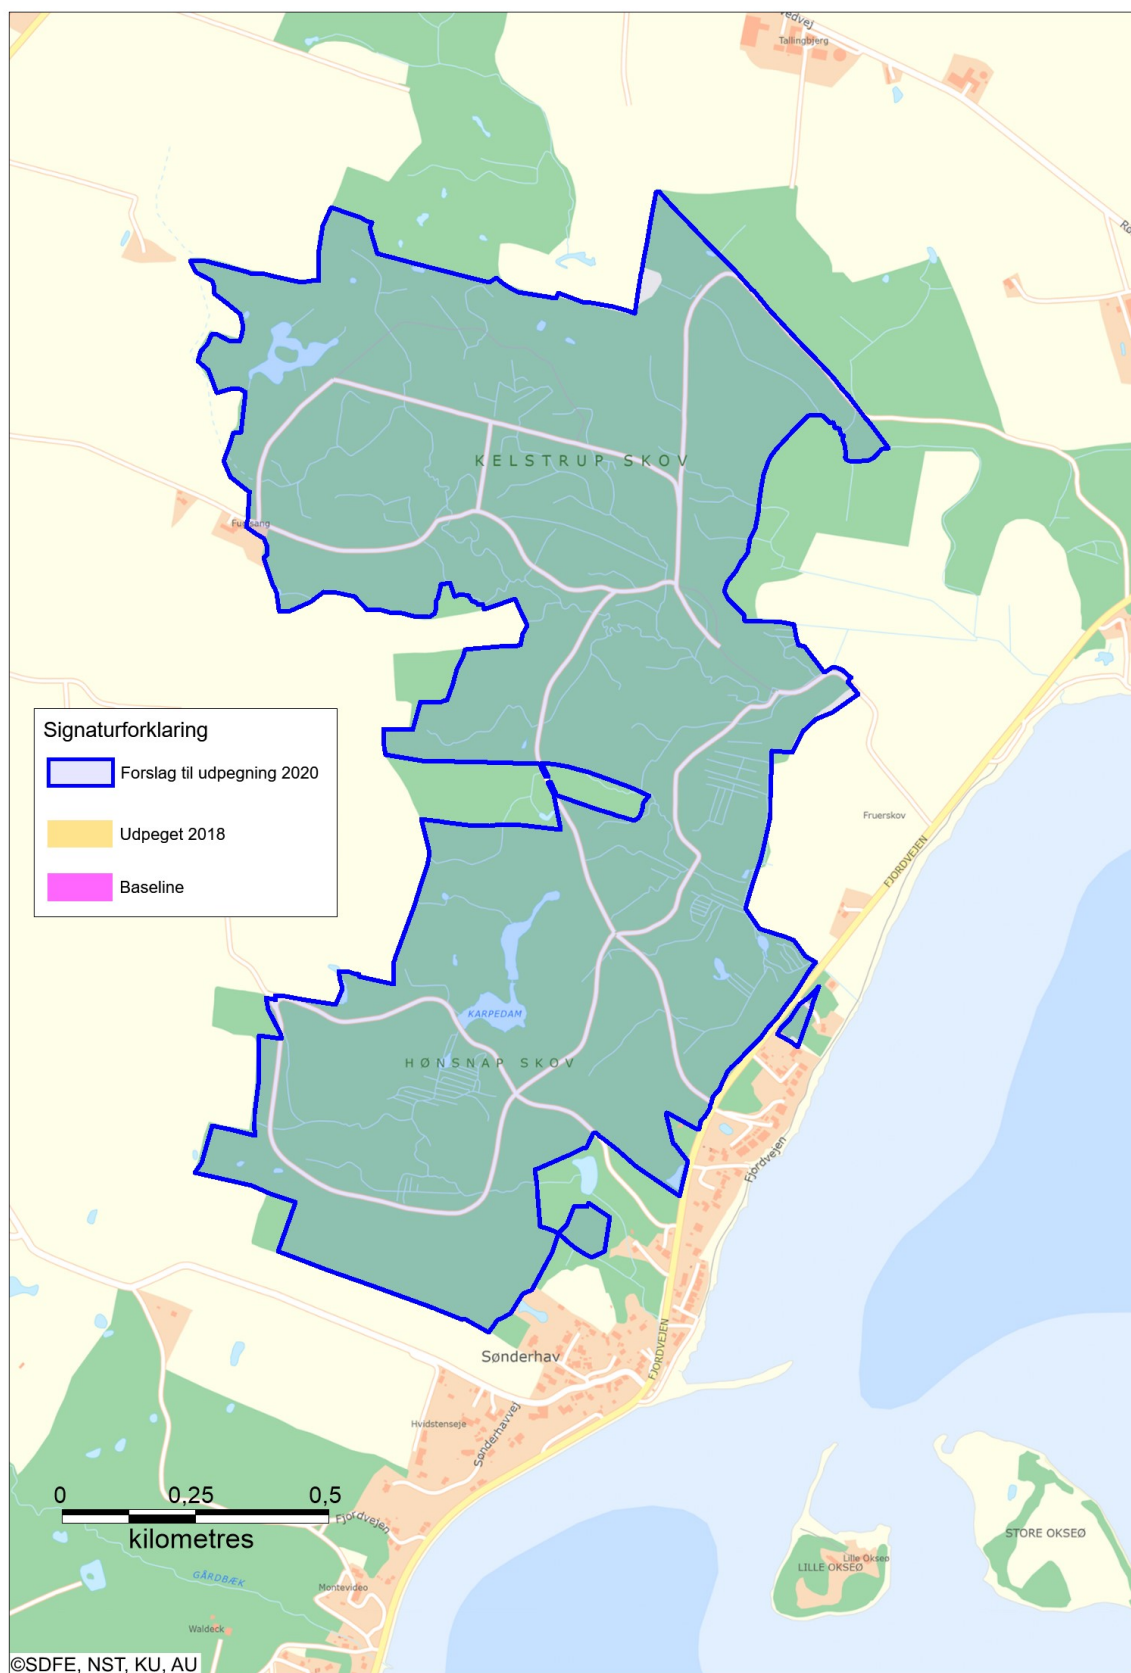 Tallingbjerg
KELSTRUP SKOV
Signaturforklaring
Forslag til udpegning 2020
Udpeget 2018
Baseline
Fruerskov
FJORDVEJEN
KARPEDAM
HØNSNAP SKOV
Fjordvejen
FJORDVEJEN
Sønderhav
Hvidstenseje
Sønderhavvej
0 0,25 0,5
kilometres
Fjordvejen
STORE OKSEØ
Lille Okseø
LILLE OKSEØ
GÅRDBÆK
Montevideo
Waldeck
©SDFE, NST, KU, AU